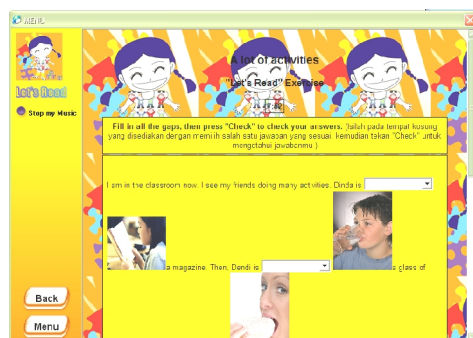 MENU
A lot of activities
"Let's Read" Exercise
Let's Read
Stop my Music
Fill in all the gaps, then press "Check" to check your answers. (Isilah pada tempat kosong
yang disediakan dengan memilih salah satu jawaban yang sesuai, kemudian tekan "Check" untuk
mengetahui jawabanmu.)
I am in the classroom now. I see my friends doing many activities. Dinda is
a magazine. Then, Dendi is
a glass of
Back
Menu